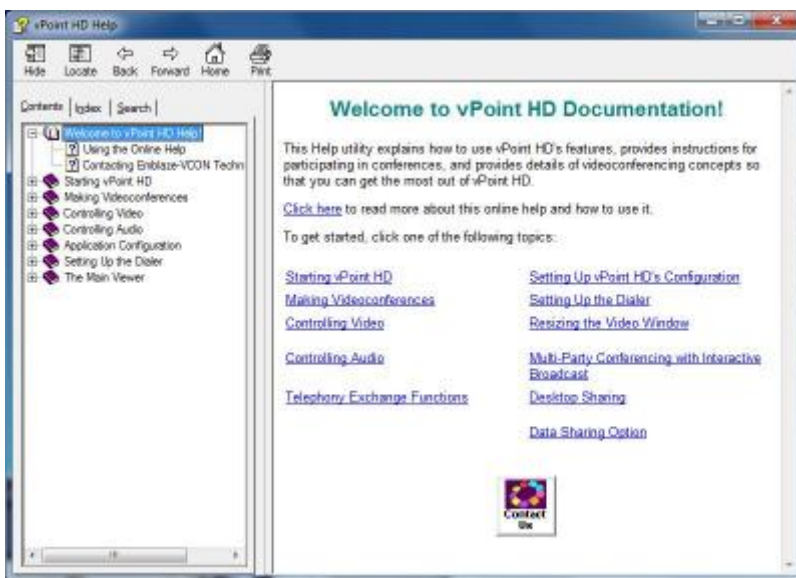 vPoint HD Help
Hide Locate Back Forward Home Print
Contents Index Search
Welcome to vPoint HD Help!
Using the Online Help
Contacting Emblaze-VCON Techn
Starting vPoint HD
Making Videoconferences
Controlling Video
Controlling Audio
Application Configuration
Setting Up the Dialer
The Main Viewer
Welcome to vPoint HD Documentation!
This Help utility explains how to use vPoint HD's features, provides instructions for
participating in conferences, and provides details of videoconferencing concepts so
that you can get the most out of vPoint HD.
Click here to read more about this online help and how to use it.
To get started, click one of the following topics:
Starting vPoint HD
Setting Up vPoint HD's Configuration
Making Videoconferences
Setting Up the Dialer
Controlling Video
Resizing the Video Window
Controlling Audio
Multi-Party Conferencing with Interactive
Broadcast
Telephony Exchange Functions
Desktop Sharing
Data Sharing Option
Contact
Us